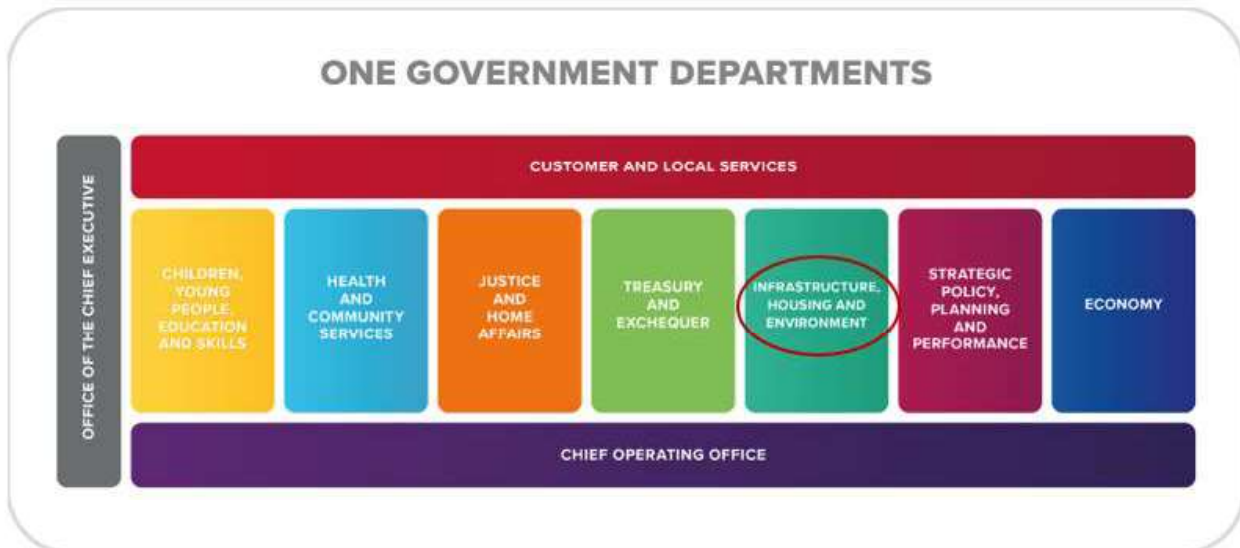 ONE GOVERNMENT DEPARTMENTS
OFFICE OF THE CHIEF EXECUTIVE
CUSTOMER AND LOCAL SERVICES
CHILDREN,
YOUNG
PEOPLE,
EDUCATION
AND SKILLS
HEALTH
AND
COMMUNITY
SERVICES
JUSTICE
AND
HOME
AFFAIRS
TREASURY
AND
EXCHEQUER
INFRASTRUCTURE,
HOUSING AND
ENVIRONMENT
STRATEGIC
POLICY,
PLANNING
AND
PERFORMANCE
ECONOMY
CHIEF OPERATING OFFICE